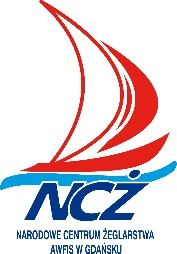 NCŻ
NARODOWE CENTRUM ŻEGLARSTWA
AWFIS W GDAŃSKU